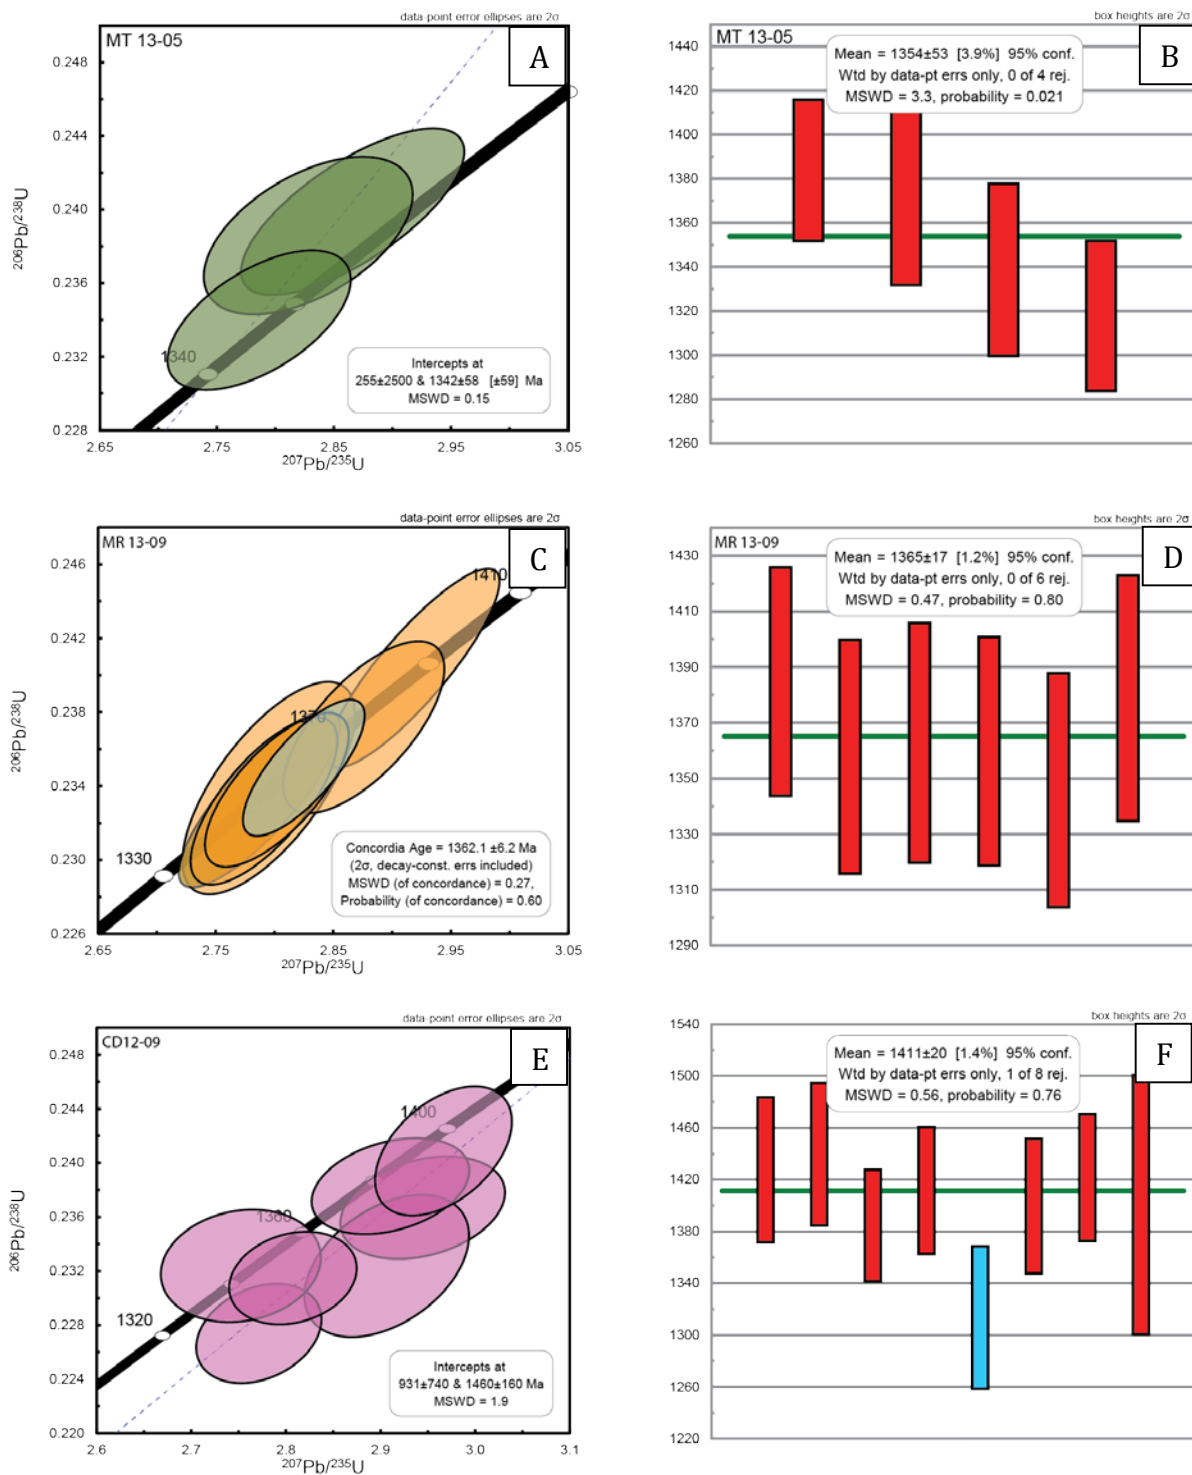 data-point error ellipses are 2σ
MT 13-05
A
0.248
0.244
0.240
0.236
0.232
0.228
206Pb/238U
1340
Intercepts at
255±2500 & 1342±58 [±59] Ma
MSWD = 0.15
2.65
2.75
2.85
2.95
3.05
207Pb/235U
box heights are 2σ
MT 13-05
B
Mean = 1354±53 [3.9%] 95% conf.
Wtd by data-pt errs only, 0 of 4 rej.
MSWD = 3.3, probability = 0.021
1440
1420
1400
1380
1360
1340
1320
1300
1280
1260
data-point error ellipses are 2σ
MR 13-09
C
0.246
0.242
0.238
0.234
0.230
0.226
206Pb/238U
1410
1370
1330
Concordia Age = 1362.1 ±6.2 Ma
(2σ, decay-const. errs included)
MSWD (of concordance) = 0.27,
Probability (of concordance) = 0.60
2.65
2.75
2.85
2.95
3.05
207Pb/235U
box heights are 2σ
MR 13-09
D
Mean = 1365±17 [1.2%] 95% conf.
Wtd by data-pt errs only, 0 of 6 rej.
MSWD = 0.47, probability = 0.80
1430
1410
1390
1370
1350
1330
1310
1290
data-point error ellipses are 2σ
CD12-09
E
0.248
0.244
0.240
0.236
0.232
0.228
0.224
0.220
206Pb/238U
1400
1360
1320
Intercepts at
931±740 & 1460±160 Ma
MSWD = 1.9
2.6
2.7
2.8
2.9
3.0
3.1
207Pb/235U
box heights are 2σ
F
Mean = 1411±20 [1.4%] 95% conf.
Wtd by data-pt errs only, 1 of 8 rej.
MSWD = 0.56, probability = 0.76
1540
1500
1460
1420
1380
1340
1300
1260
1220